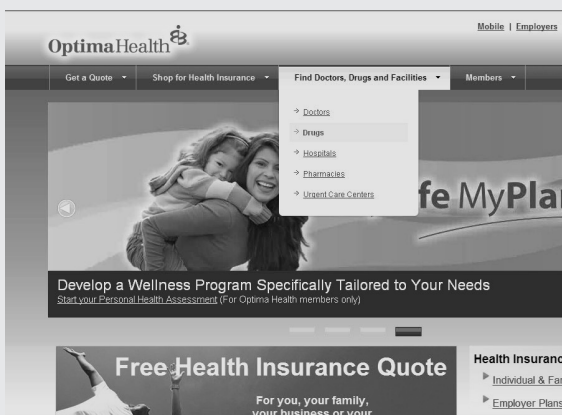 Mobile | Employers
OptimaHealth
Get a Quote Shop for Health Insurance Find Doctors, Drugs and Facilities Members
Doctors
Drugs
Hospitals
Pharmacies
Urgent Care Centers
fe MyPla
Develop a Wellness Program Specifically Tailored to Your Needs
Start your Personal Health Assessment (For Optima Health members only)
Free Health Insurance Quote
For you, your family,
your business or your
Health Insuranc
Individual & Fa
Employer Plans